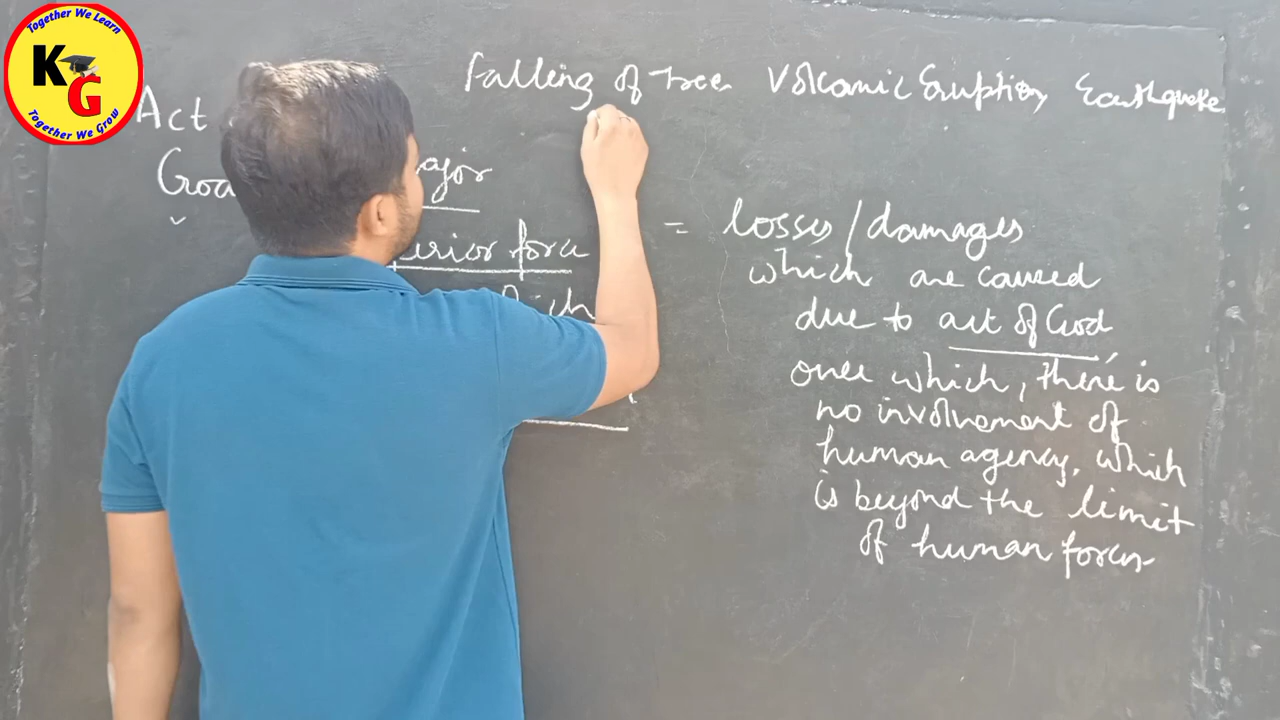 Together We Learn
KG
Together We Grow
Falling of Tree Volcanic Eruption Earthquake
Act
God
ajor
erior force
= losses/damages
which are caused
due to act of God
over which, there is
no involvement of
human agency, which
is beyond the limit
of human forces